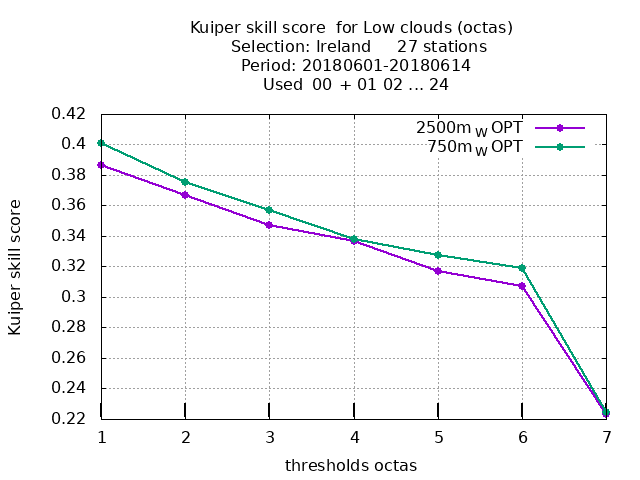 Kuiper skill score  for Low clouds (octas)
Selection: Ireland     27 stations
Period: 20180601-20180614
Used  00  + 01 02 ... 24
2500m W OPT
750m W OPT
0.42
0.4
0.38
0.36
0.34
0.32
0.3
0.28
0.26
0.24
0.22
Kuiper skill score
1 2 3 4 5 6 7
thresholds octas